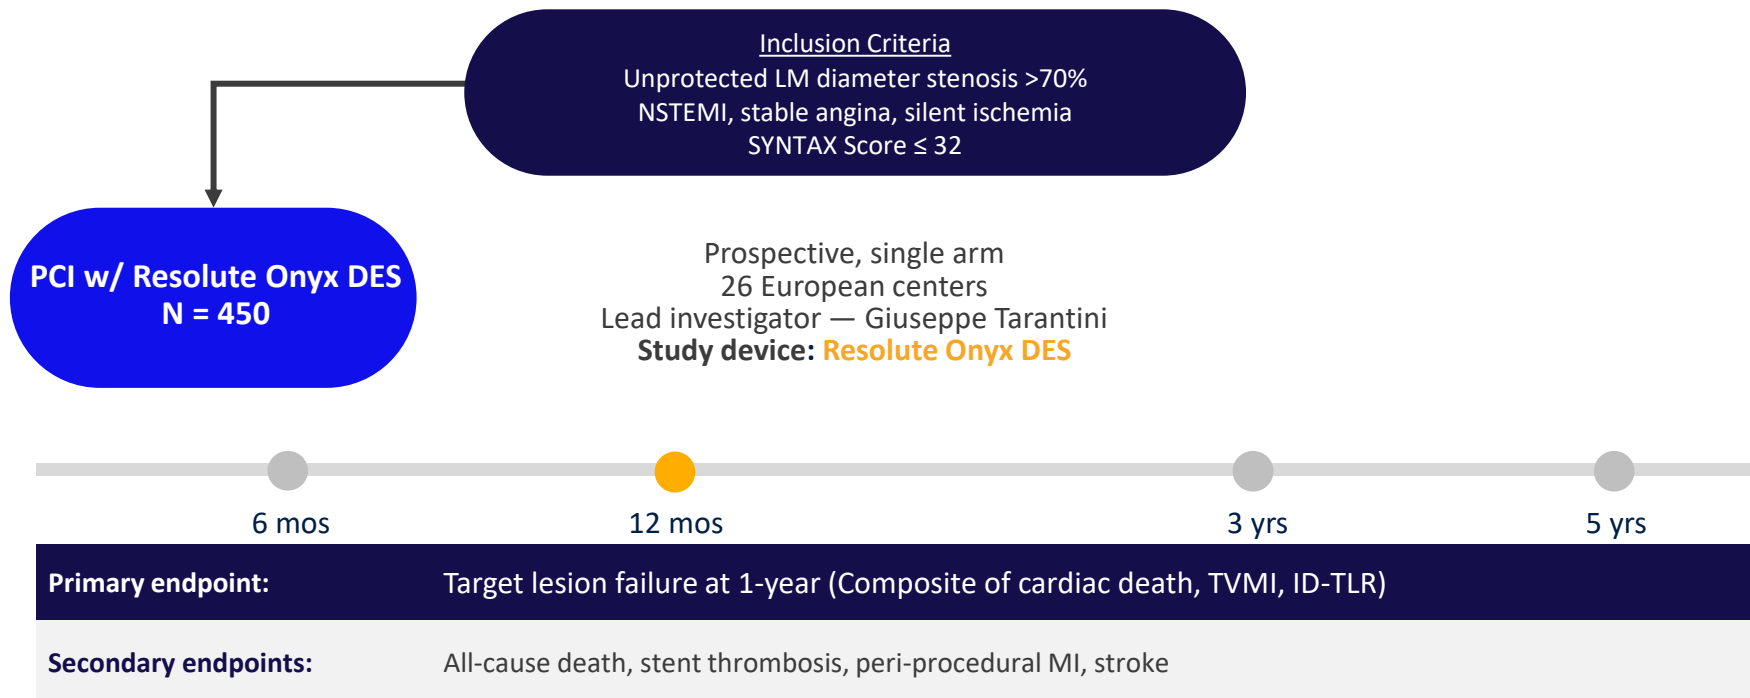 Inclusion Criteria
Unprotected LM diameter stenosis >70%
NSTEMI, stable angina, silent ischemia
SYNTAX Score ≤ 32
PCI w/ Resolute Onyx DES
N = 450
Prospective, single arm
26 European centers
Lead investigator — Giuseppe Tarantini
Study device: Resolute Onyx DES
6 mos
12 mos
3 yrs
5 yrs
Primary endpoint: Target lesion failure at 1-year (Composite of cardiac death, TVMI, ID-TLR)
Secondary endpoints: All-cause death, stent thrombosis, peri-procedural MI, stroke